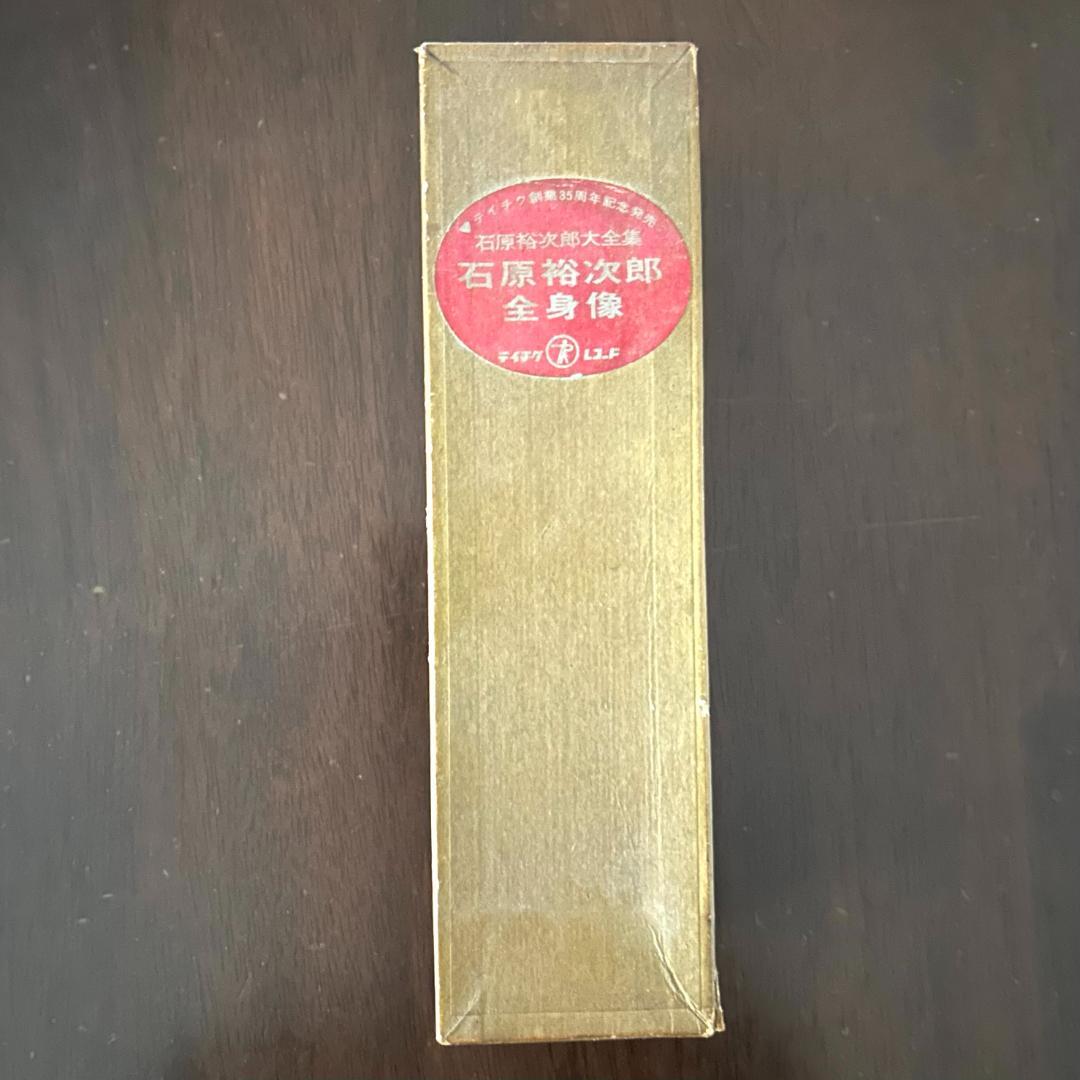 ♥テイチク創業35周年記念発売
石原裕次郎大全集
石原裕次郎
全身像
テイチク レコード